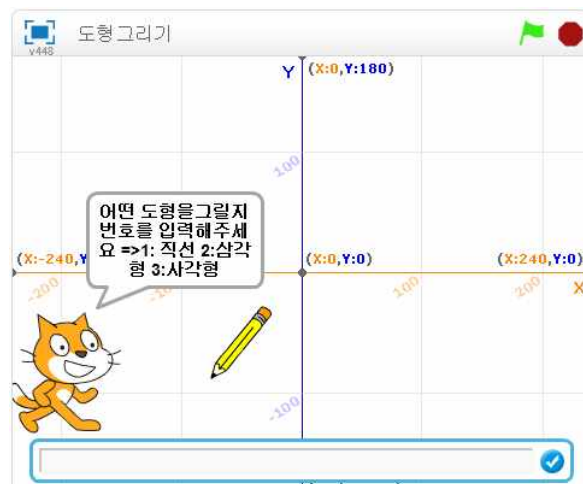 도형그리기
v448
Y
(X:0,Y:180)
100
어떤 도형을그릴지
번호를 입력해주세
요 =>1: 직선 2:삼각
형 3:사각형
(X:-240,Y
(X:0,Y:0)
(X:240,Y:0)
-200
-10
100
200
X
-100